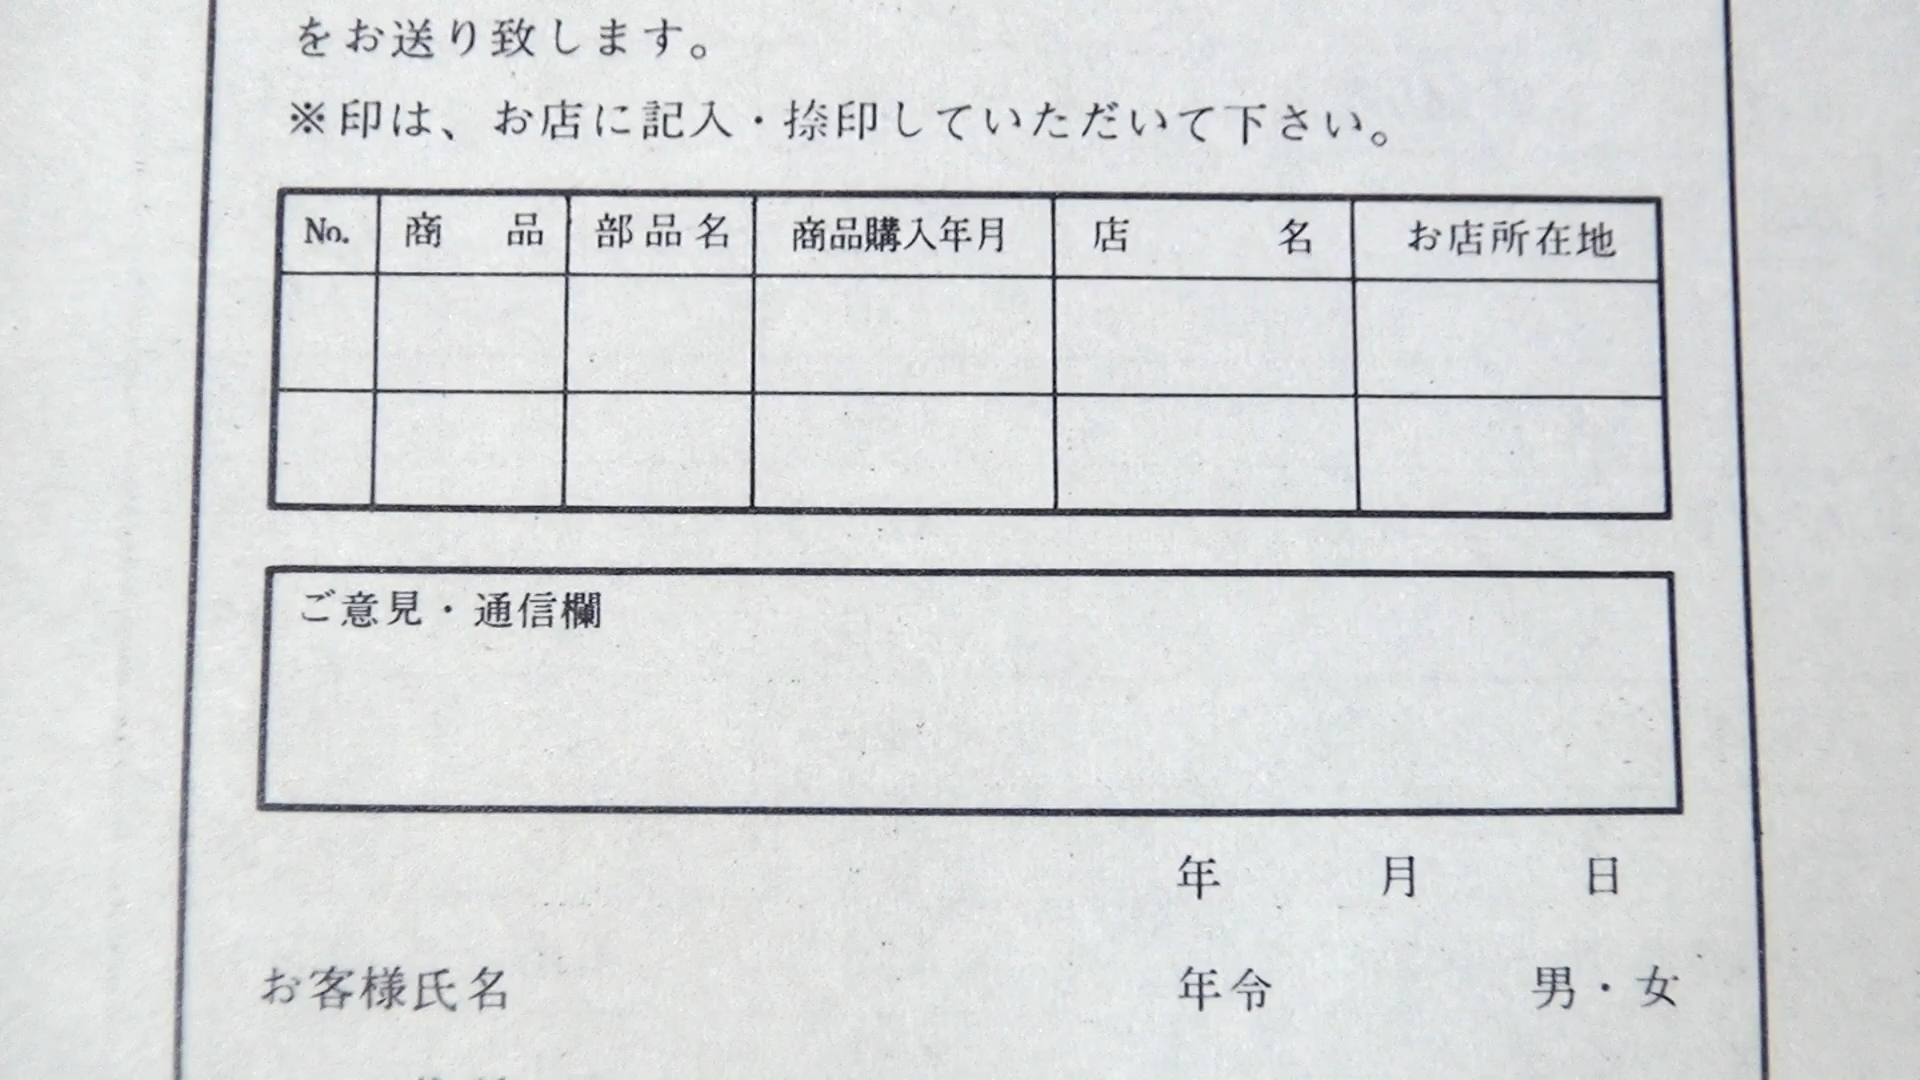 をお送り致します。
※印は、お店に記入・捺印していただいて下さい。
No. 商品 部品名 商品購入年月 店名 お店所在地
ご意見・通信欄
年 月 日
お客様氏名 年令 男・女